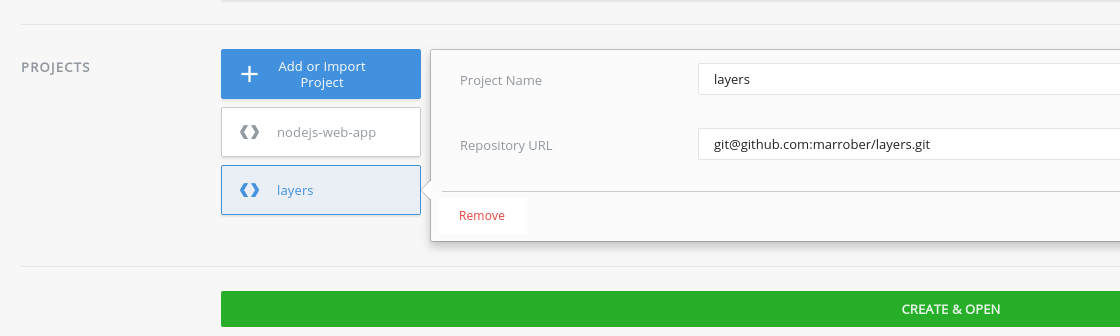 PROJECTS
Add or Import
Project
nodejs-web-app
layers
Project Name
layers
Repository URL
git@github.com:marrober/layers.git
Remove
CREATE & OPEN